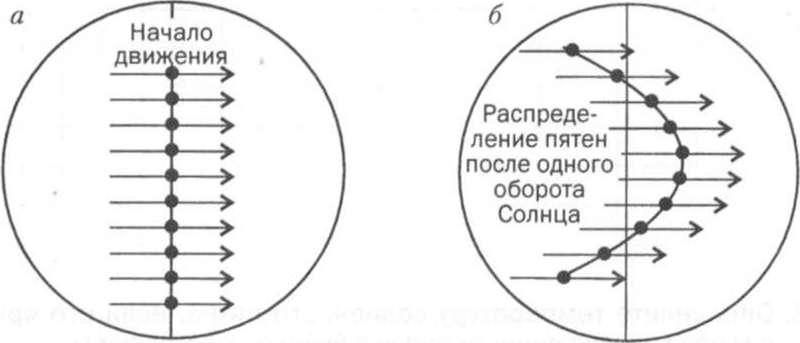 а
Начало
движения
б
Распреде-
ление пятен
после одного
оборота
Солнца